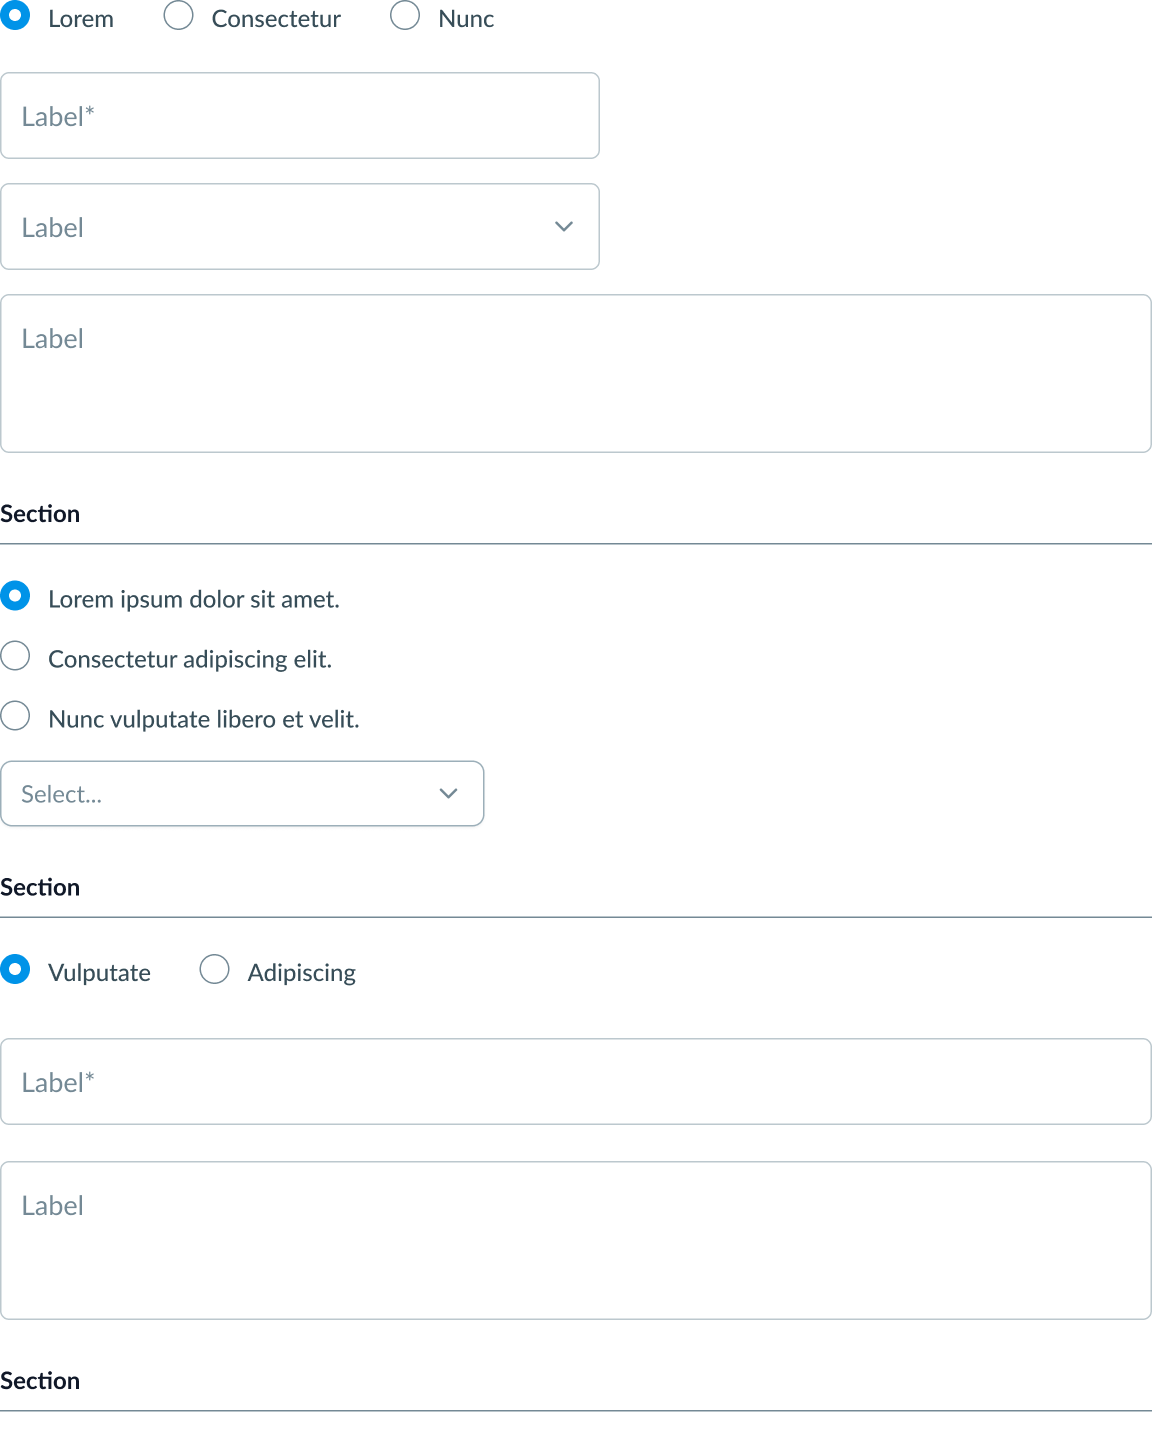 Lorem Consectetur Nunc
Label*
Label
Label
Section
Lorem ipsum dolor sit amet.
Consectetur adipiscing elit.
Nunc vulputate libero et velit.
Select...
Section
Vulputate Adipiscing
Label*
Label
Section